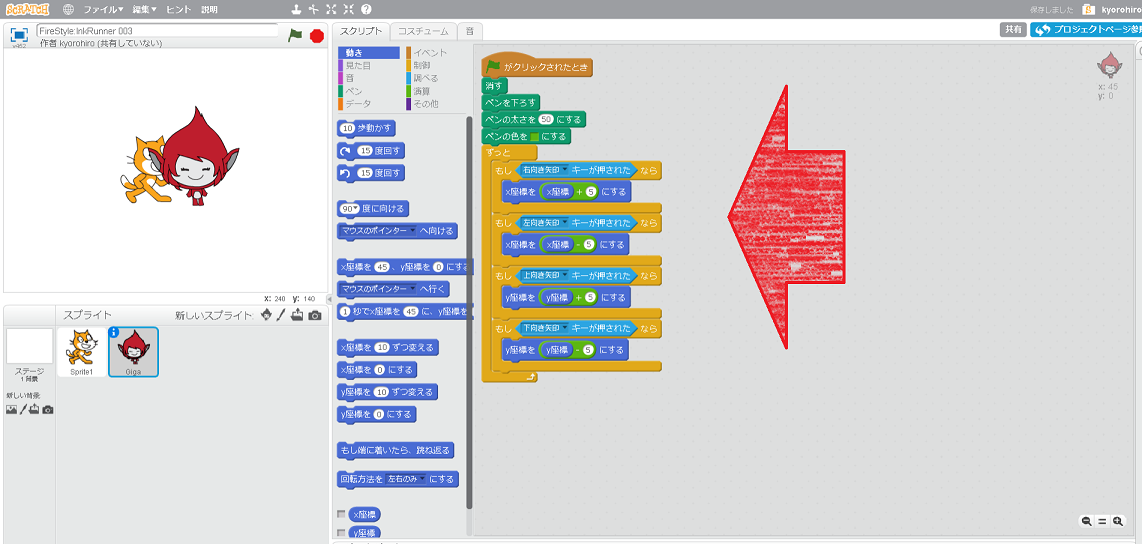 SCRATCH ファイル▼ 編集▼ ヒント 説明 保存しました kyorohiro
FireStyle:InkRunner 003
作者 kyorohiro (共有していない)
v452
スクリプト コスチューム 音
共有 プロジェクトページ参照
動き イベント
見た目 制御
音 調べる
ペン 演算
データ その他
10 歩動かす
15 度回す
15 度回す
90▼ 度に向ける
マウスのポインター へ向ける
x座標を 45 、y座標を 0 にする
マウスのポインター へ行く
1 秒でx座標を 45 に、y座標を
x座標を 10 ずつ変える
x座標を 0 にする
y座標を 10 ずつ変える
y座標を 0 にする
もし端に着いたら、跳ね返る
回転方法を 左右のみ にする
x座標
y座標
がクリックされたとき
消す
ペンを下ろす
ペンの太さを 50 にする
ペンの色を にする
ずっと
もし 右向き矢印 キーが押された なら
x座標を x座標 + 5 にする
もし 左向き矢印 キーが押された なら
x座標を x座標 - 5 にする
もし 上向き矢印 キーが押された なら
y座標を y座標 + 5 にする
もし 下向き矢印 キーが押された なら
y座標を y座標 - 5 にする
x: 45
y: 0
x: 240 y: 140
スプライト 新しいスプライト:
ステージ
1 背景
新しい背景
Sprite1
Giga